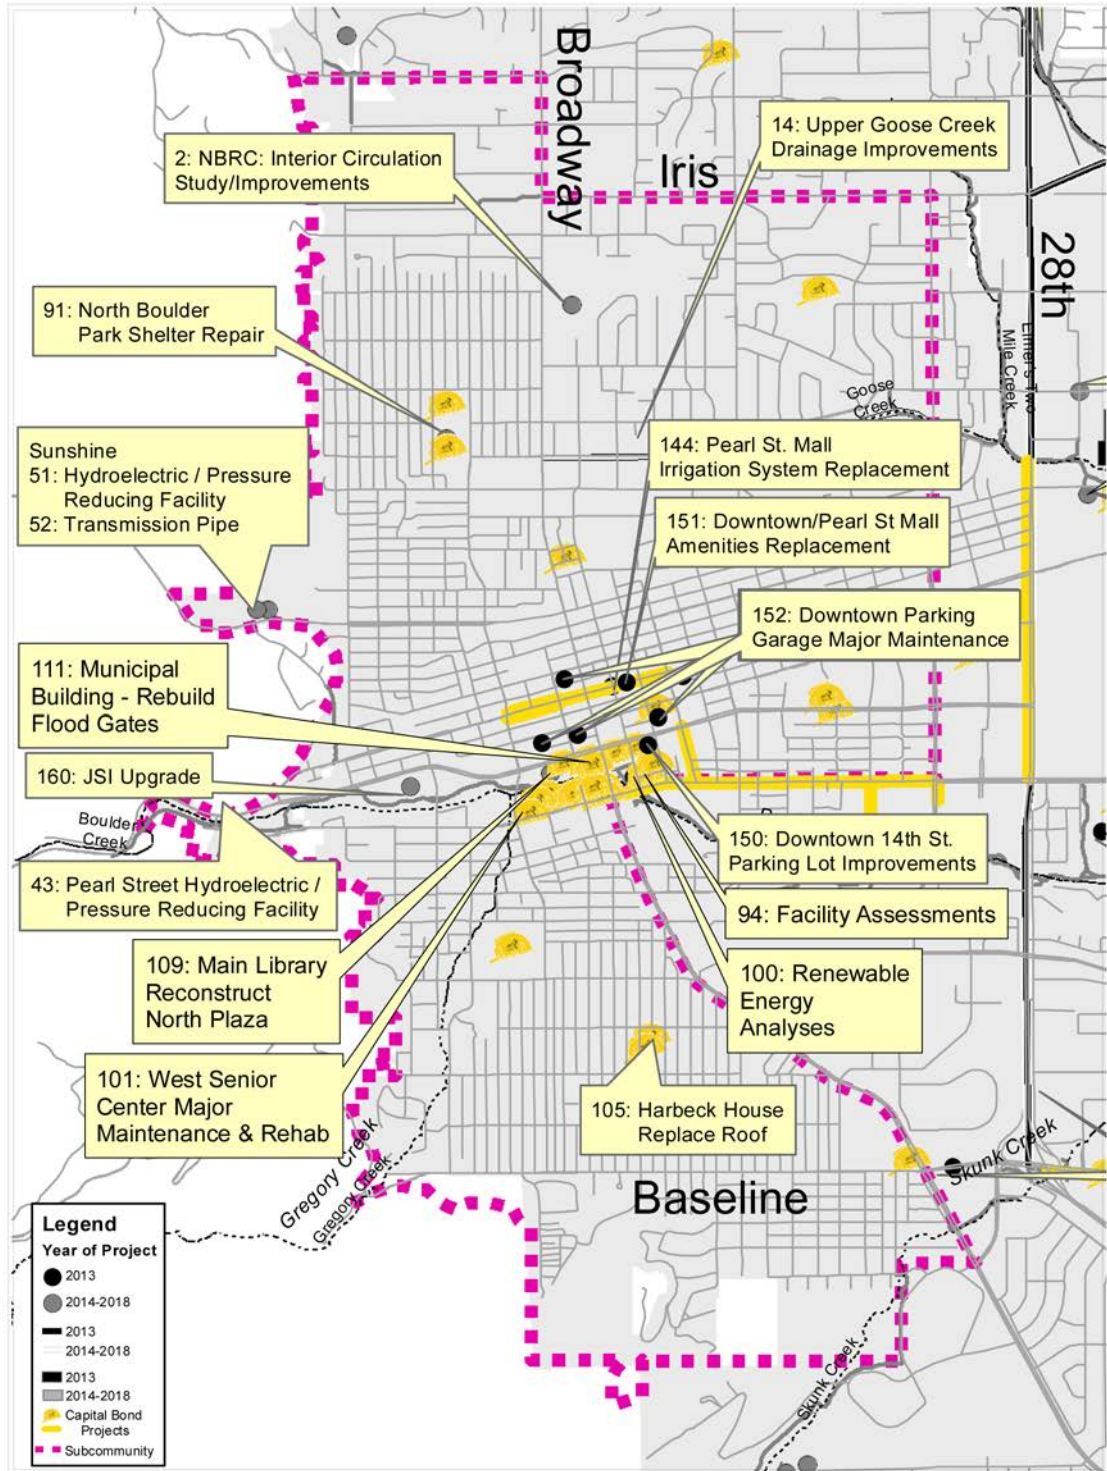 Broadway
14: Upper Goose Creek
Drainage Improvements
2: NBRC: Interior Circulation
Study/Improvements
Iris
28th
91: North Boulder
Park Shelter Repair
Elmer's Two
Mile Creek
Goose
Creek
Sunshine
51: Hydroelectric / Pressure
Reducing Facility
52: Transmission Pipe
144: Pearl St. Mall
Irrigation System Replacement
151: Downtown/Pearl St Mall
Amenities Replacement
152: Downtown Parking
Garage Major Maintenance
111: Municipal
Building - Rebuild
Flood Gates
160: JSI Upgrade
Boulder
Creek
150: Downtown 14th St.
Parking Lot Improvements
43: Pearl Street Hydroelectric /
Pressure Reducing Facility
94: Facility Assessments
109: Main Library
Reconstruct
North Plaza
100: Renewable
Energy
Analyses
101: West Senior
Center Major
Maintenance & Rehab
105: Harbeck House
Replace Roof
Gregory Creek
Gregory Creek
Skunk Creek
Baseline
Skunk Creek
Legend
Year of Project
2013
2014-2018
2013
2014-2018
2013
2014-2018
Capital Bond
Projects
Subcommunity